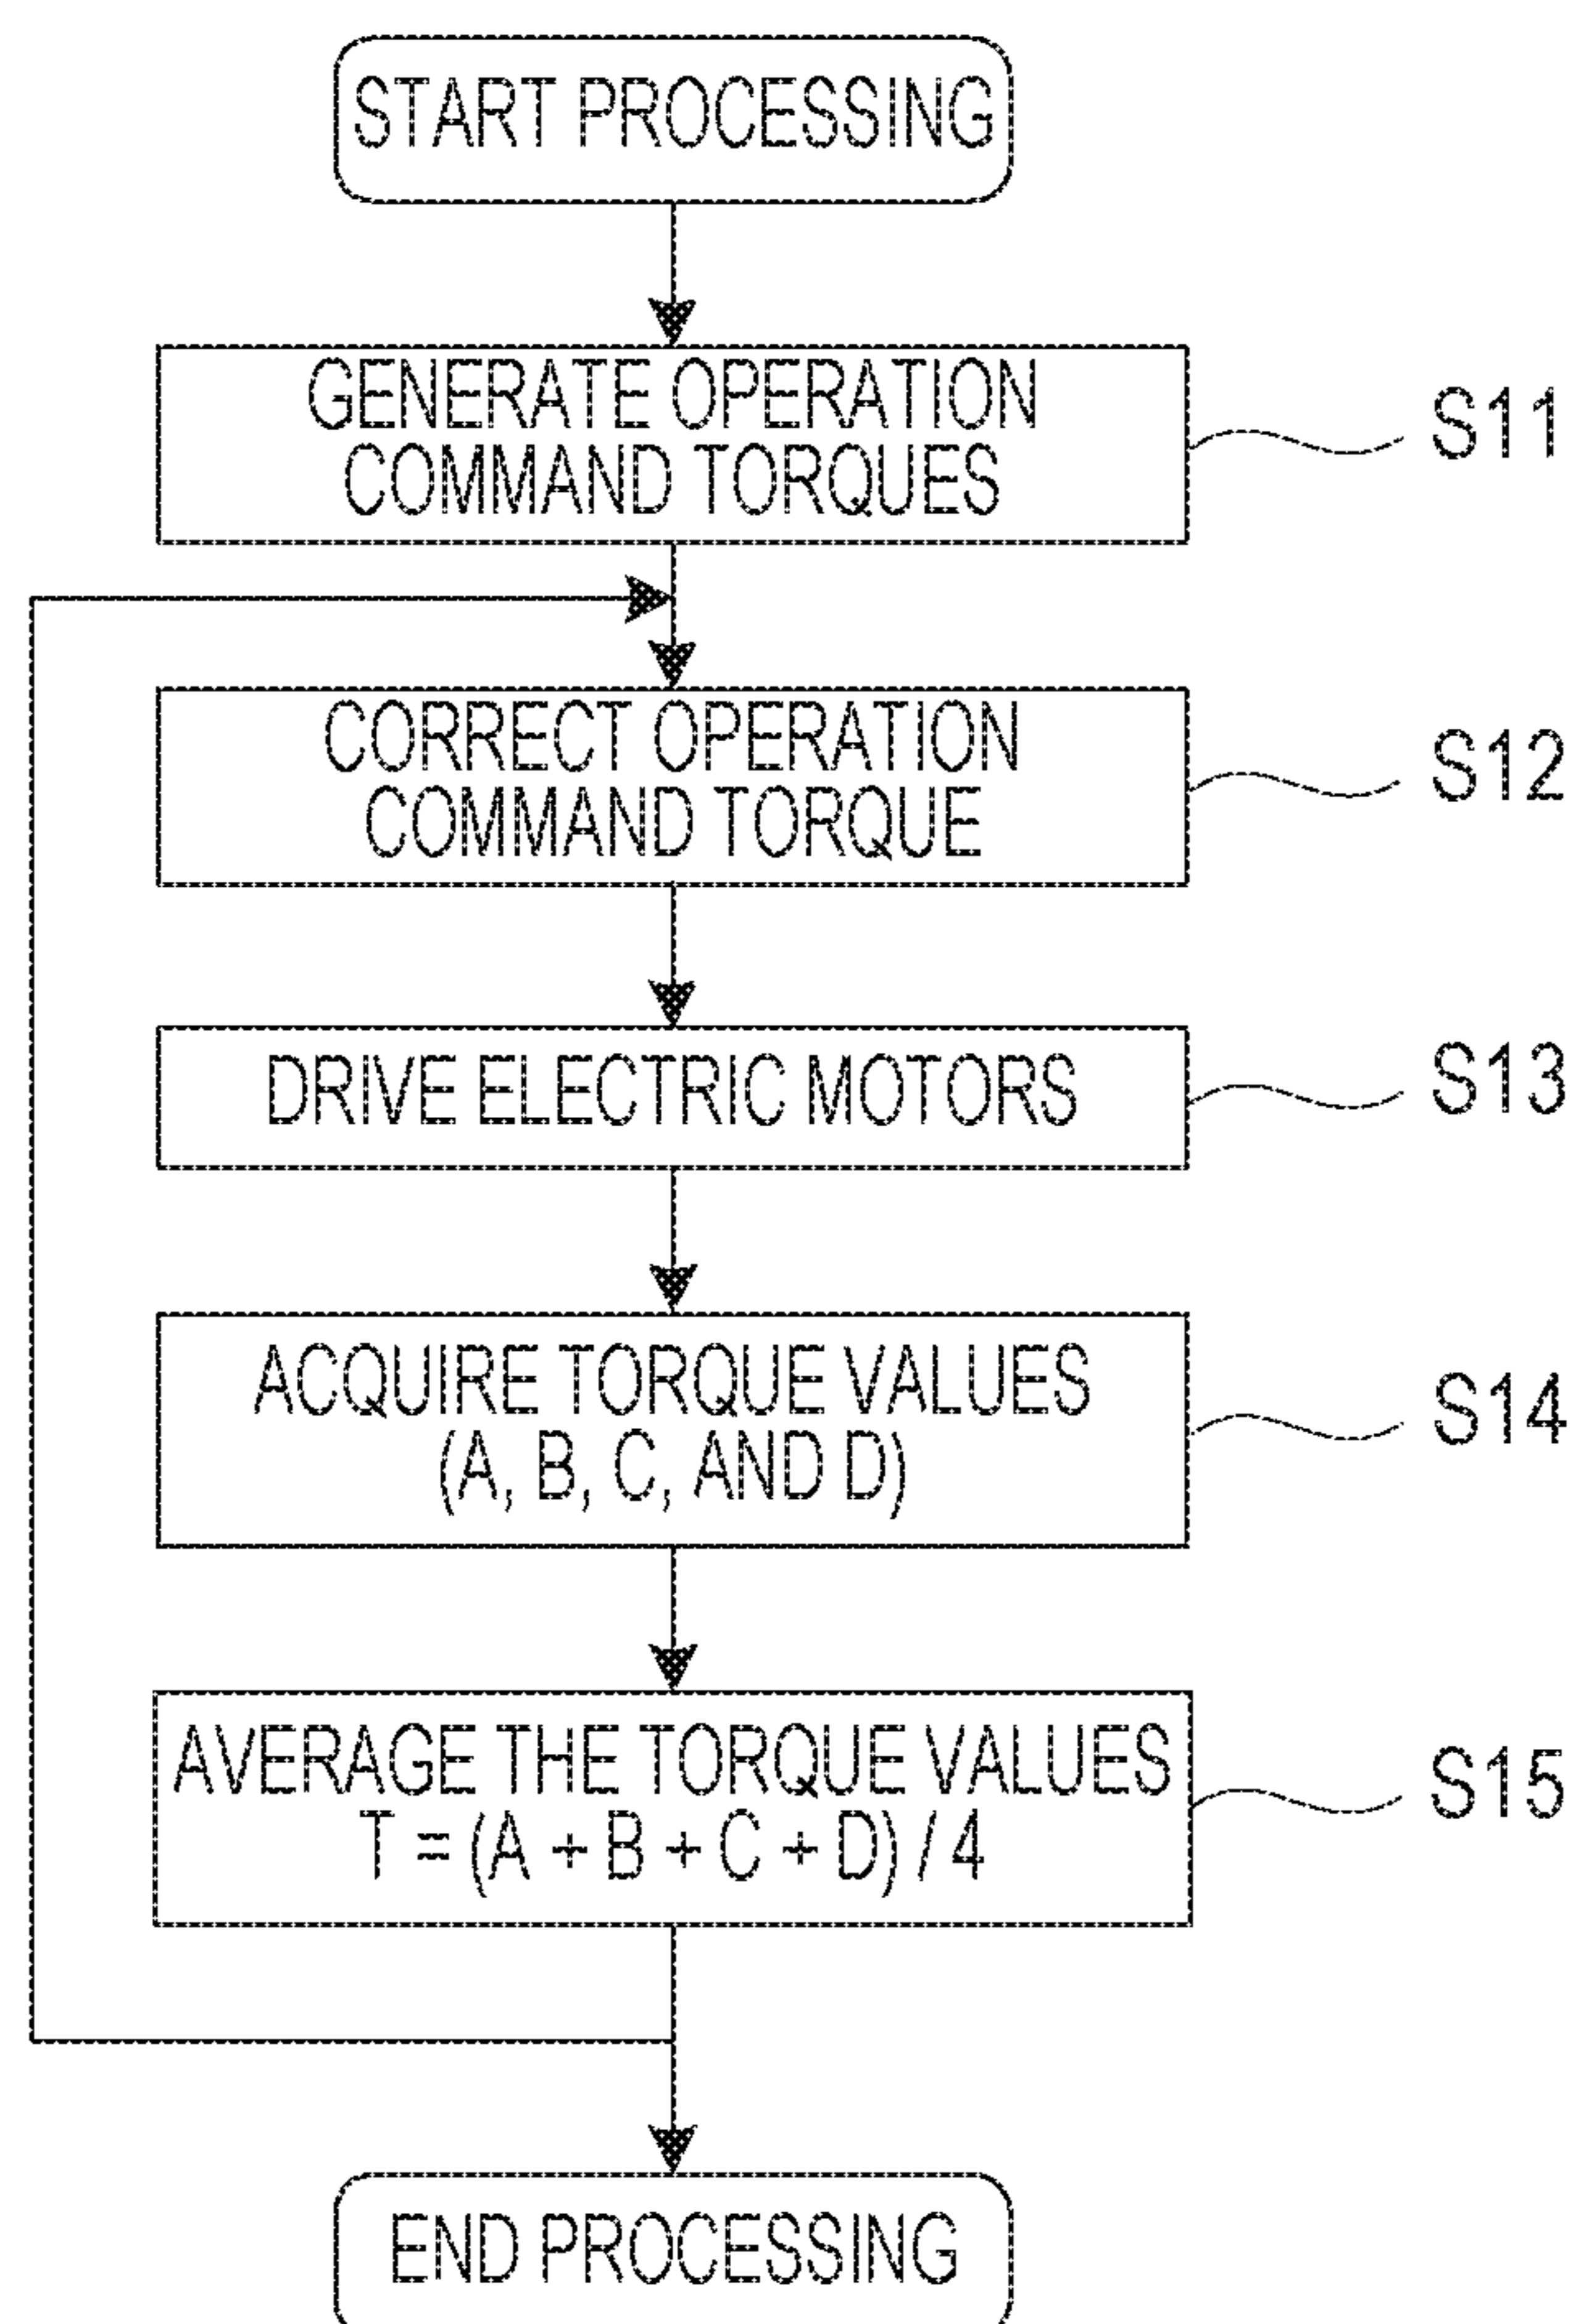 START PROCESSING
GENERATE OPERATION
COMMAND TORQUES
S11
CORRECT OPERATION
COMMAND TORQUE
S12
DRIVE ELECTRIC MOTORS
S13
ACQUIRE TORQUE VALUES
(A, B, C, AND D)
S14
AVERAGE THE TORQUE VALUES
T = (A + B + C + D) / 4
S15
END PROCESSING